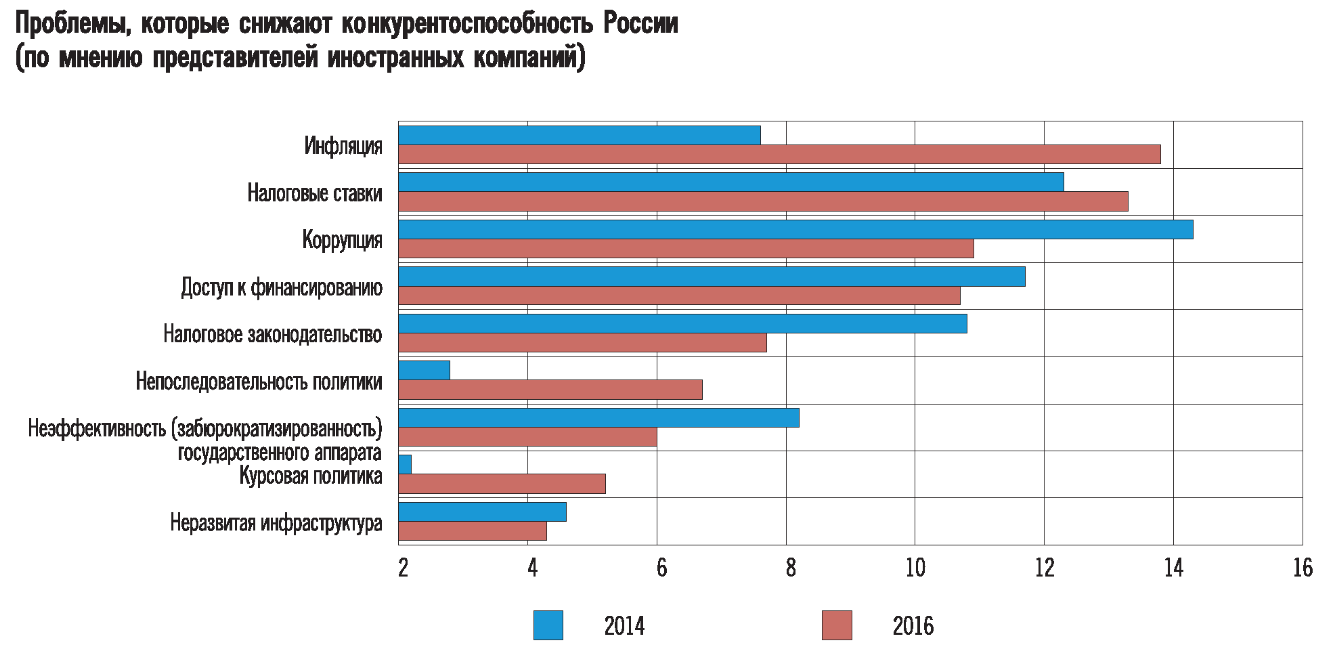 Проблемы, которые снижают конкурентоспособность России
(по мнению представителей иностранных компаний)
Инфляция
Налоговые ставки
Коррупция
Доступ к финансированию
Налоговое законодательство
Непоследовательность политики
Неэффективность (забюрократизированность)
государственного аппарата
Курсовая политика
Неразвитая инфраструктура
2 4 6 8 10 12 14 16
2014 2016